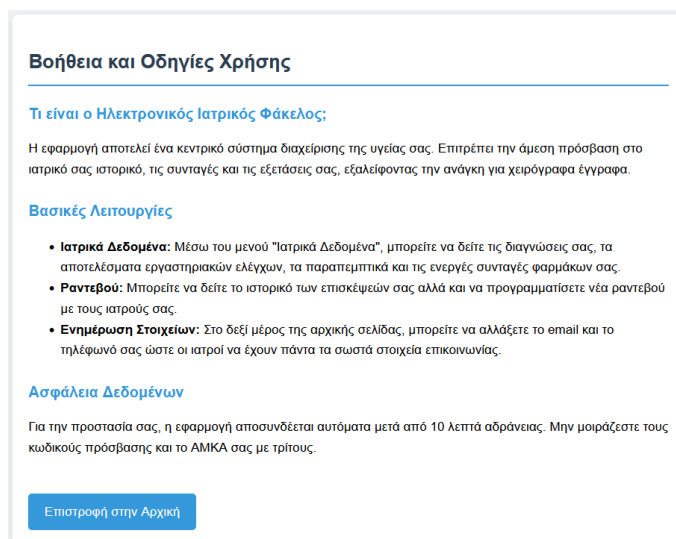 Βοήθεια και Οδηγίες Χρήσης
Τι είναι ο Ηλεκτρονικός Ιατρικός Φάκελος;
Η εφαρμογή αποτελεί ένα κεντρικό σύστημα διαχείρισης της υγείας σας. Επιτρέπει την άμεση πρόσβαση στο
ιατρικό σας ιστορικό, τις συνταγές και τις εξετάσεις σας, εξαλείφοντας την ανάγκη για χειρόγραφα έγγραφα.
Βασικές Λειτουργίες
• Ιατρικά Δεδομένα: Μέσω του μενού "Ιατρικά Δεδομένα", μπορείτε να δείτε τις διαγνώσεις σας, τα
αποτελέσματα εργαστηριακών ελέγχων, τα παραπεμπτικά και τις ενεργές συνταγές φαρμάκων σας.
• Ραντεβού: Μπορείτε να δείτε το ιστορικό των επισκέψεών σας αλλά και να προγραμματίσετε νέα ραντεβού
με τους ιατρούς σας.
• Ενημέρωση Στοιχείων: Στο δεξί μέρος της αρχικής σελίδας, μπορείτε να αλλάξετε το email και το
τηλέφωνό σας ώστε οι ιατροί να έχουν πάντα τα σωστά στοιχεία επικοινωνίας.
Ασφάλεια Δεδομένων
Για την προστασία σας, η εφαρμογή αποσυνδέεται αυτόματα μετά από 10 λεπτά αδράνειας. Μην μοιράζεστε τους
κωδικούς πρόσβασης και το ΑΜΚΑ σας με τρίτους.
Επιστροφή στην Αρχική